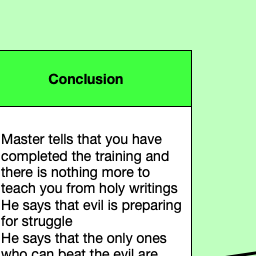 Conclusion
Master tells that you have
completed the training and
there is nothing more to
teach you from holy writings
He says that evil is preparing
for struggle
He says that the only ones
who can beat the evil are